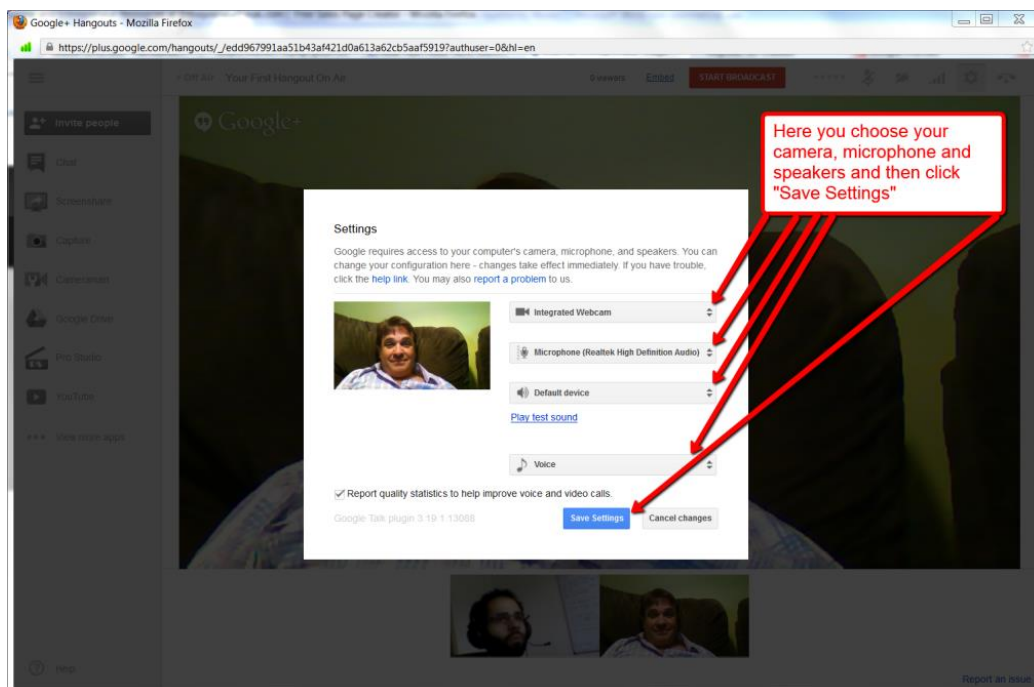 Google+ Hangouts - Mozilla Firefox
https://plus.google.com/hangouts/_/edd967991aa51b43af421d0a613a62cb5aaf5919?authuser=0&hl=en
Off Air Your First Hangout On Air
0 viewers Embed START BROADCAST
Invite people
Google+
Here you choose your
camera, microphone and
speakers and then click
"Save Settings"
Chat
Screenshare
Capture
Cameraman
Google Drive
Pro Studio
YouTube
View more apps
Settings
Google requires access to your computer's camera, microphone, and speakers. You can
change your configuration here - changes take effect immediately. If you have trouble,
click the help link. You may also report a problem to us.
Integrated Webcam
Microphone (Realtek High Definition Audio)
Default device
Play test sound
Voice
Report quality statistics to help improve voice and video calls.
Google Talk plugin 3.19.1.13088
Save Settings
Cancel changes
Help
Report an issue